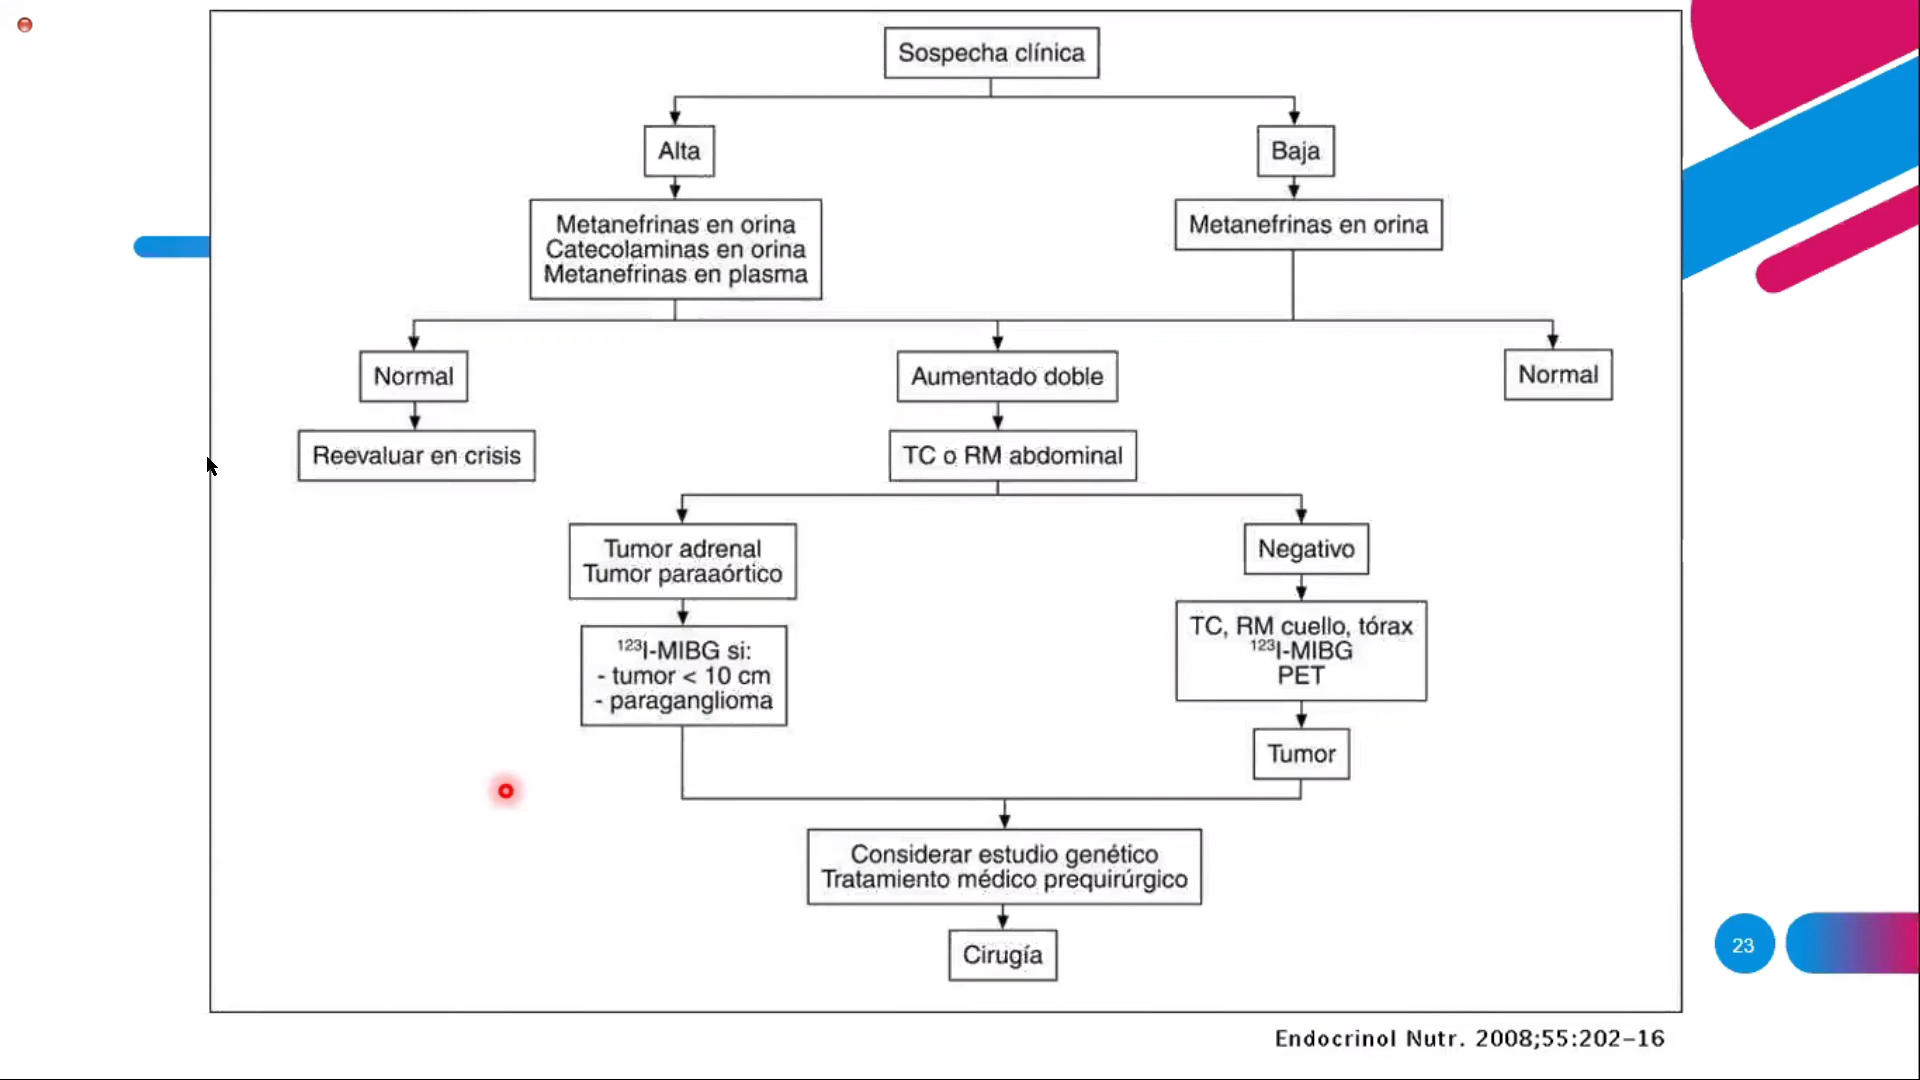 Sospecha clínica
Alta
Baja
Metanefrinas en orina
Catecolaminas en orina
Metanefrinas en plasma
Metanefrinas en orina
Normal
Aumentado doble
Normal
Reevaluar en crisis
TC o RM abdominal
Tumor adrenal
Tumor paraaórtico
Negativo
¹²³I-MIBG si:
- tumor < 10 cm
- paraganglioma
TC, RM cuello, tórax
¹²³I-MIBG
PET
Tumor
Considerar estudio genético
Tratamiento médico prequirúrgico
Cirugía
23
Endocrinol Nutr. 2008;55:202–16